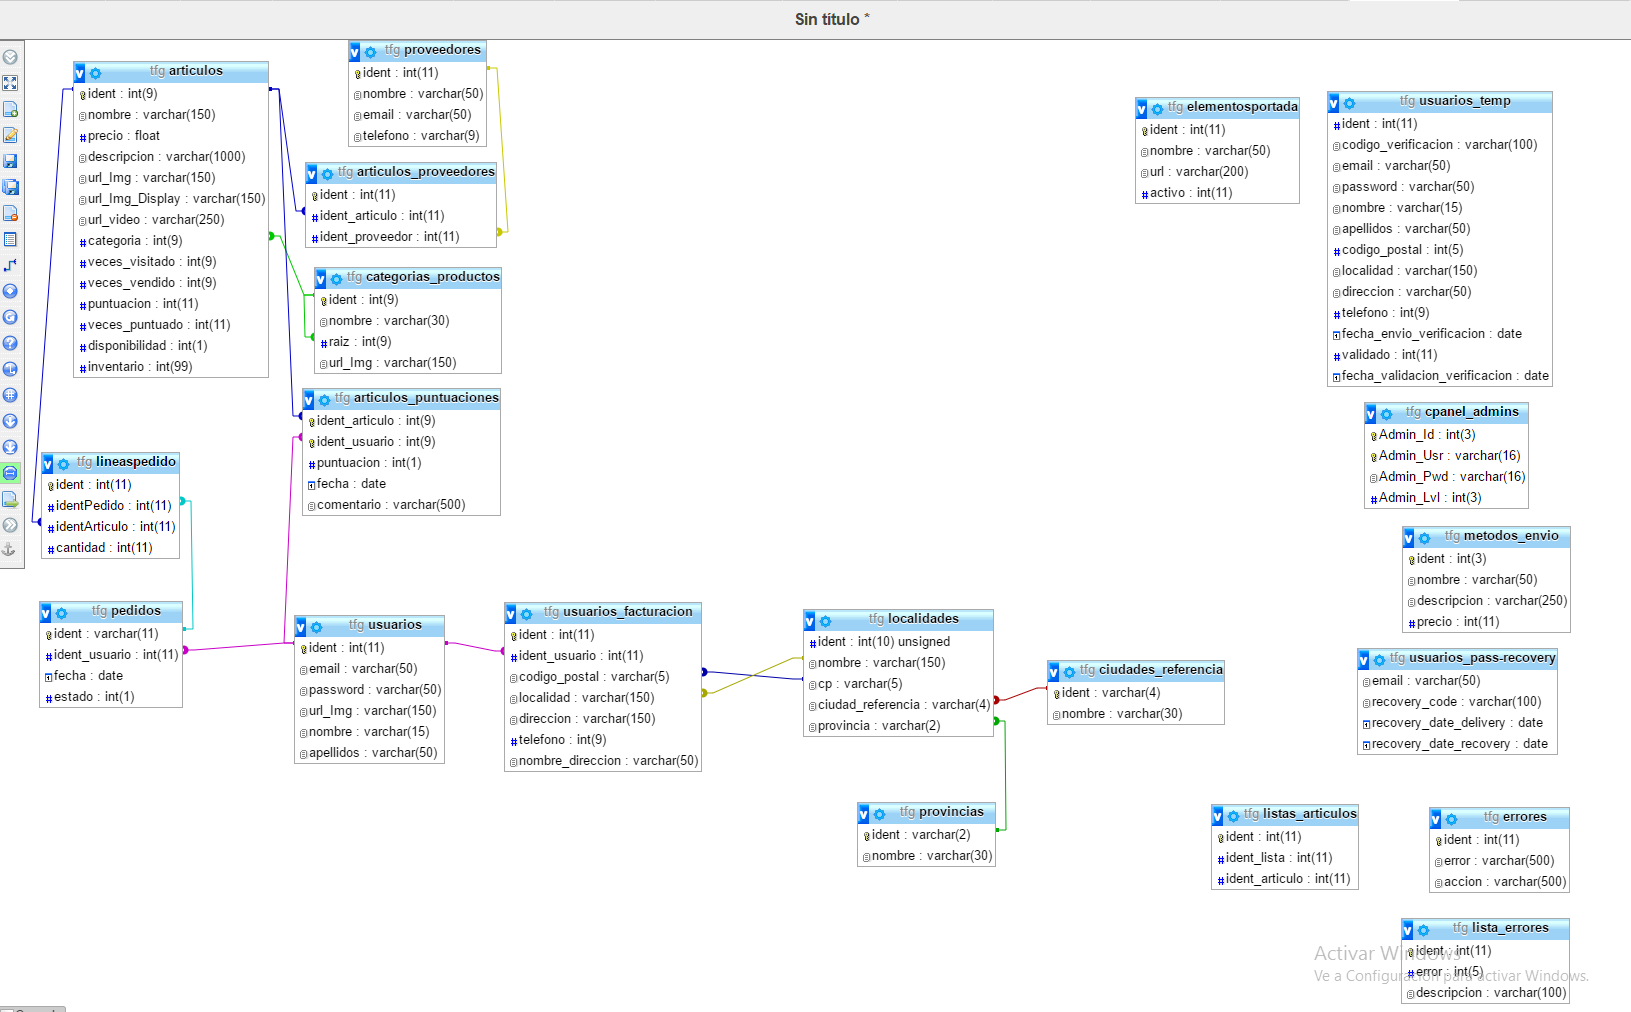 Sin título *
tfg proveedores
ident : int(11)
nombre : varchar(50)
email : varchar(50)
telefono : varchar(9)
tfg articulos
ident : int(9)
nombre : varchar(150)
precio : float
descripcion : varchar(1000)
url_Img : varchar(150)
url_Img_Display : varchar(150)
url_video : varchar(250)
categoria : int(9)
veces_visitado : int(9)
veces_vendido : int(9)
puntuacion : int(11)
veces_puntuado : int(11)
disponibilidad : int(1)
inventario : int(99)
tfg articulos_proveedores
ident : int(11)
ident_articulo : int(11)
ident_proveedor : int(11)
tfg categorias_productos
ident : int(9)
nombre : varchar(30)
raiz : int(9)
url_Img : varchar(150)
tfg articulos_puntuaciones
ident_articulo : int(9)
ident_usuario : int(9)
puntuacion : int(1)
fecha : date
comentario : varchar(500)
tfg lineaspedido
ident : int(11)
identPedido : int(11)
identArticulo : int(11)
cantidad : int(11)
tfg pedidos
ident : varchar(11)
ident_usuario : int(11)
fecha : date
estado : int(1)
tfg usuarios
ident : int(11)
email : varchar(50)
password : varchar(50)
url_Img : varchar(150)
nombre : varchar(15)
apellidos : varchar(50)
tfg usuarios_facturacion
ident : int(11)
ident_usuario : int(11)
codigo_postal : varchar(5)
localidad : varchar(150)
direccion : varchar(150)
telefono : int(9)
nombre_direccion : varchar(50)
tfg localidades
ident : int(10) unsigned
nombre : varchar(150)
cp : varchar(5)
ciudad_referencia : varchar(4)
provincia : varchar(2)
tfg ciudades_referencia
ident : varchar(4)
nombre : varchar(30)
tfg provincias
ident : varchar(2)
nombre : varchar(30)
tfg elementosportada
ident : int(11)
nombre : varchar(50)
url : varchar(200)
activo : int(11)
tfg usuarios_temp
ident : int(11)
codigo_verificacion : varchar(100)
email : varchar(50)
password : varchar(50)
nombre : varchar(15)
apellidos : varchar(50)
codigo_postal : int(5)
localidad : varchar(150)
direccion : varchar(50)
telefono : int(9)
fecha_envio_verificacion : date
validado : int(11)
fecha_validacion_verificacion : date
tfg cpanel_admins
Admin_Id : int(3)
Admin_Usr : varchar(16)
Admin_Pwd : varchar(16)
Admin_Lvl : int(3)
tfg metodos_envio
ident : int(3)
nombre : varchar(50)
descripcion : varchar(250)
precio : int(11)
tfg usuarios_pass-recovery
email : varchar(50)
recovery_code : varchar(100)
recovery_date_delivery : date
recovery_date_recovery : date
tfg listas_articulos
ident : int(11)
ident_lista : int(11)
ident_articulo : int(11)
tfg errores
ident : int(11)
error : varchar(500)
accion : varchar(500)
tfg lista_errores
ident : int(11)
error : int(5)
descripcion : varchar(100)
Activar Windows
Ve a Configuración para activar Windows.